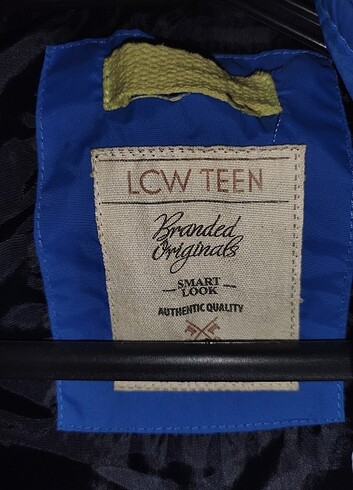 LCW TEEN
Branded
Originals
SMART
LOOK
AUTHENTIC QUALITY